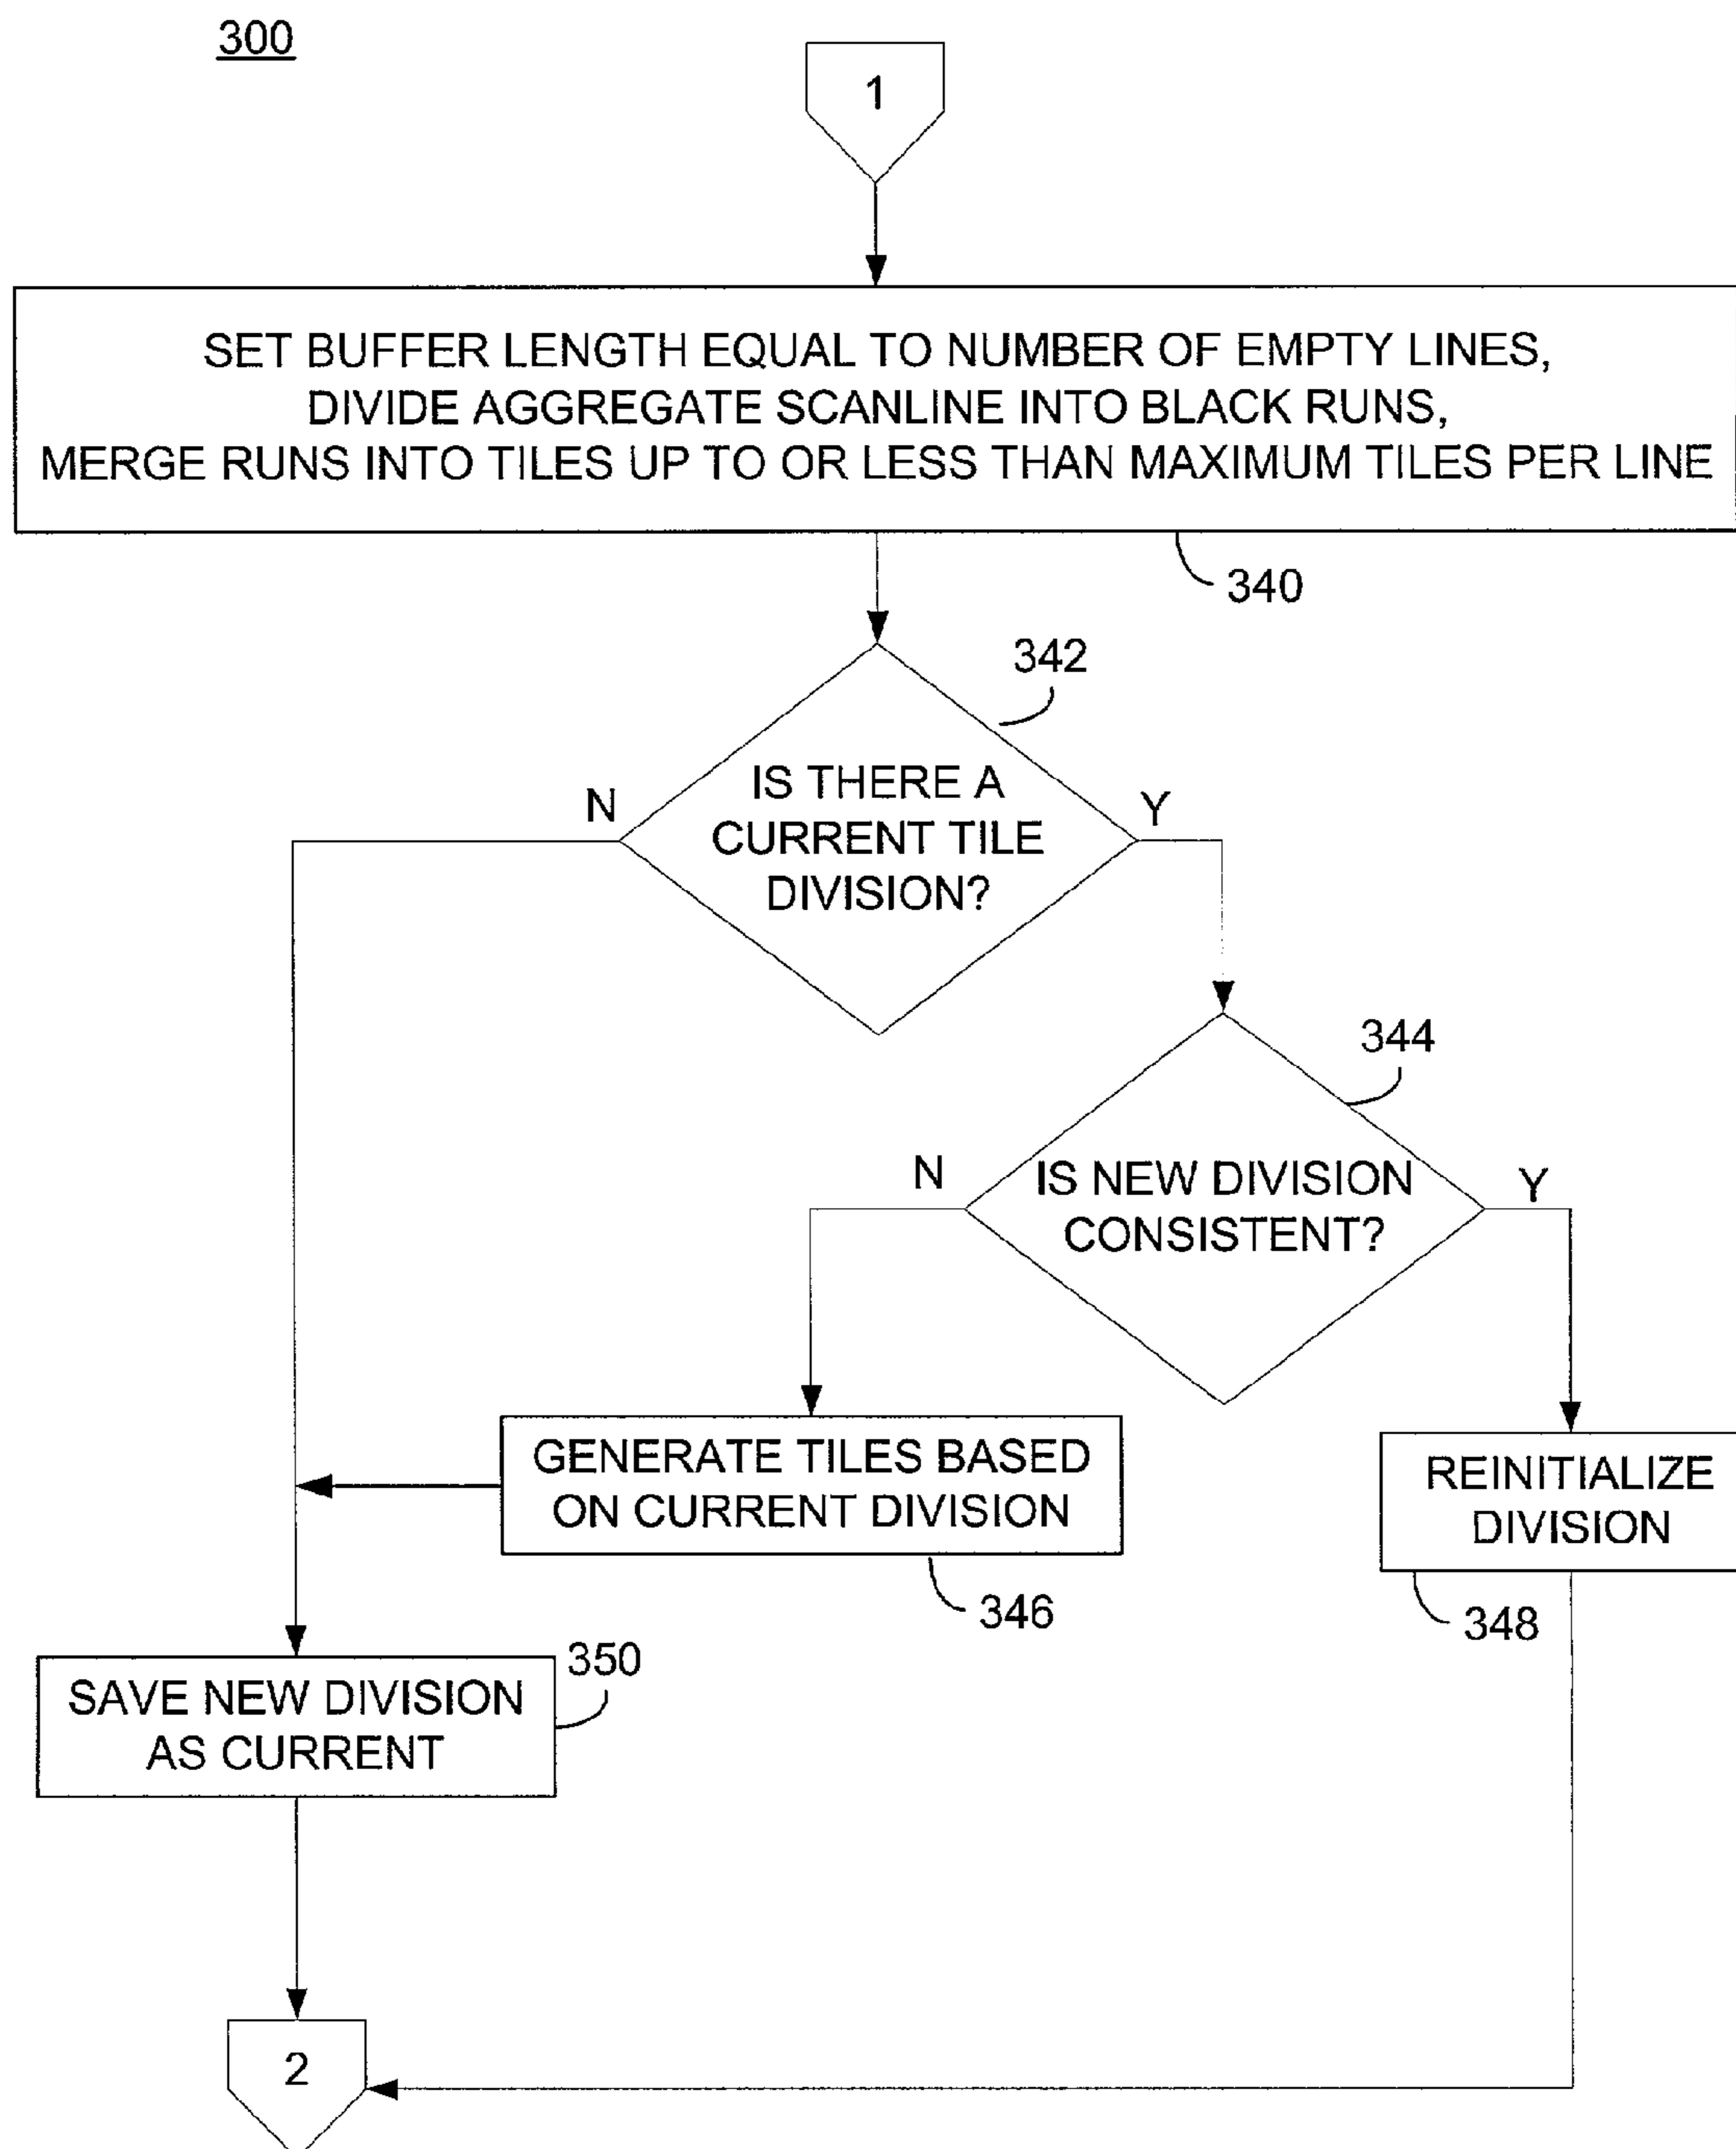 300
1
SET BUFFER LENGTH EQUAL TO NUMBER OF EMPTY LINES,
DIVIDE AGGREGATE SCANLINE INTO BLACK RUNS,
MERGE RUNS INTO TILES UP TO OR LESS THAN MAXIMUM TILES PER LINE
340
342
IS THERE A
CURRENT TILE
DIVISION?
N
Y
344
IS NEW DIVISION
CONSISTENT?
N
Y
GENERATE TILES BASED
ON CURRENT DIVISION
346
REINITIALIZE
DIVISION
348
350
SAVE NEW DIVISION
AS CURRENT
2